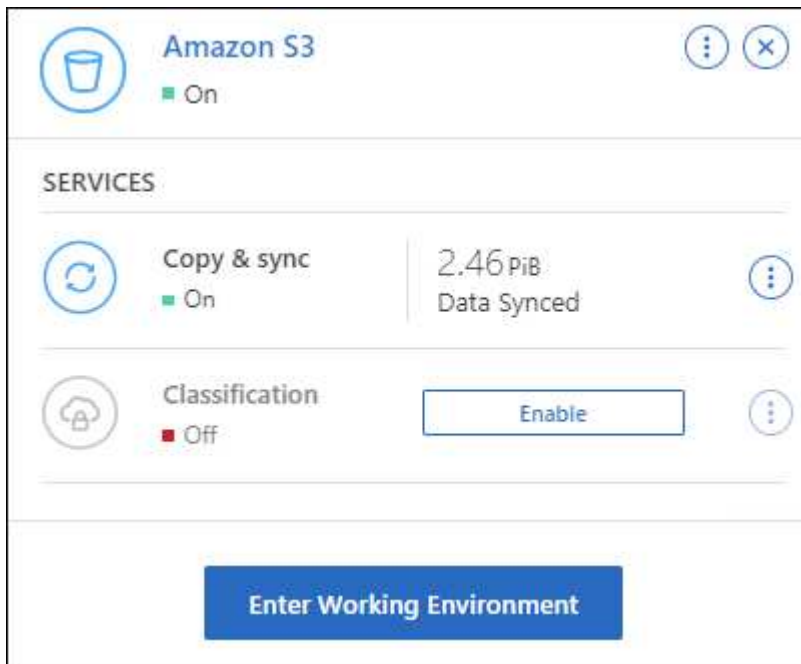 Amazon S3
On
SERVICES
Copy & sync
On
2.46 PiB
Data Synced
Classification
Off
Enable
Enter Working Environment